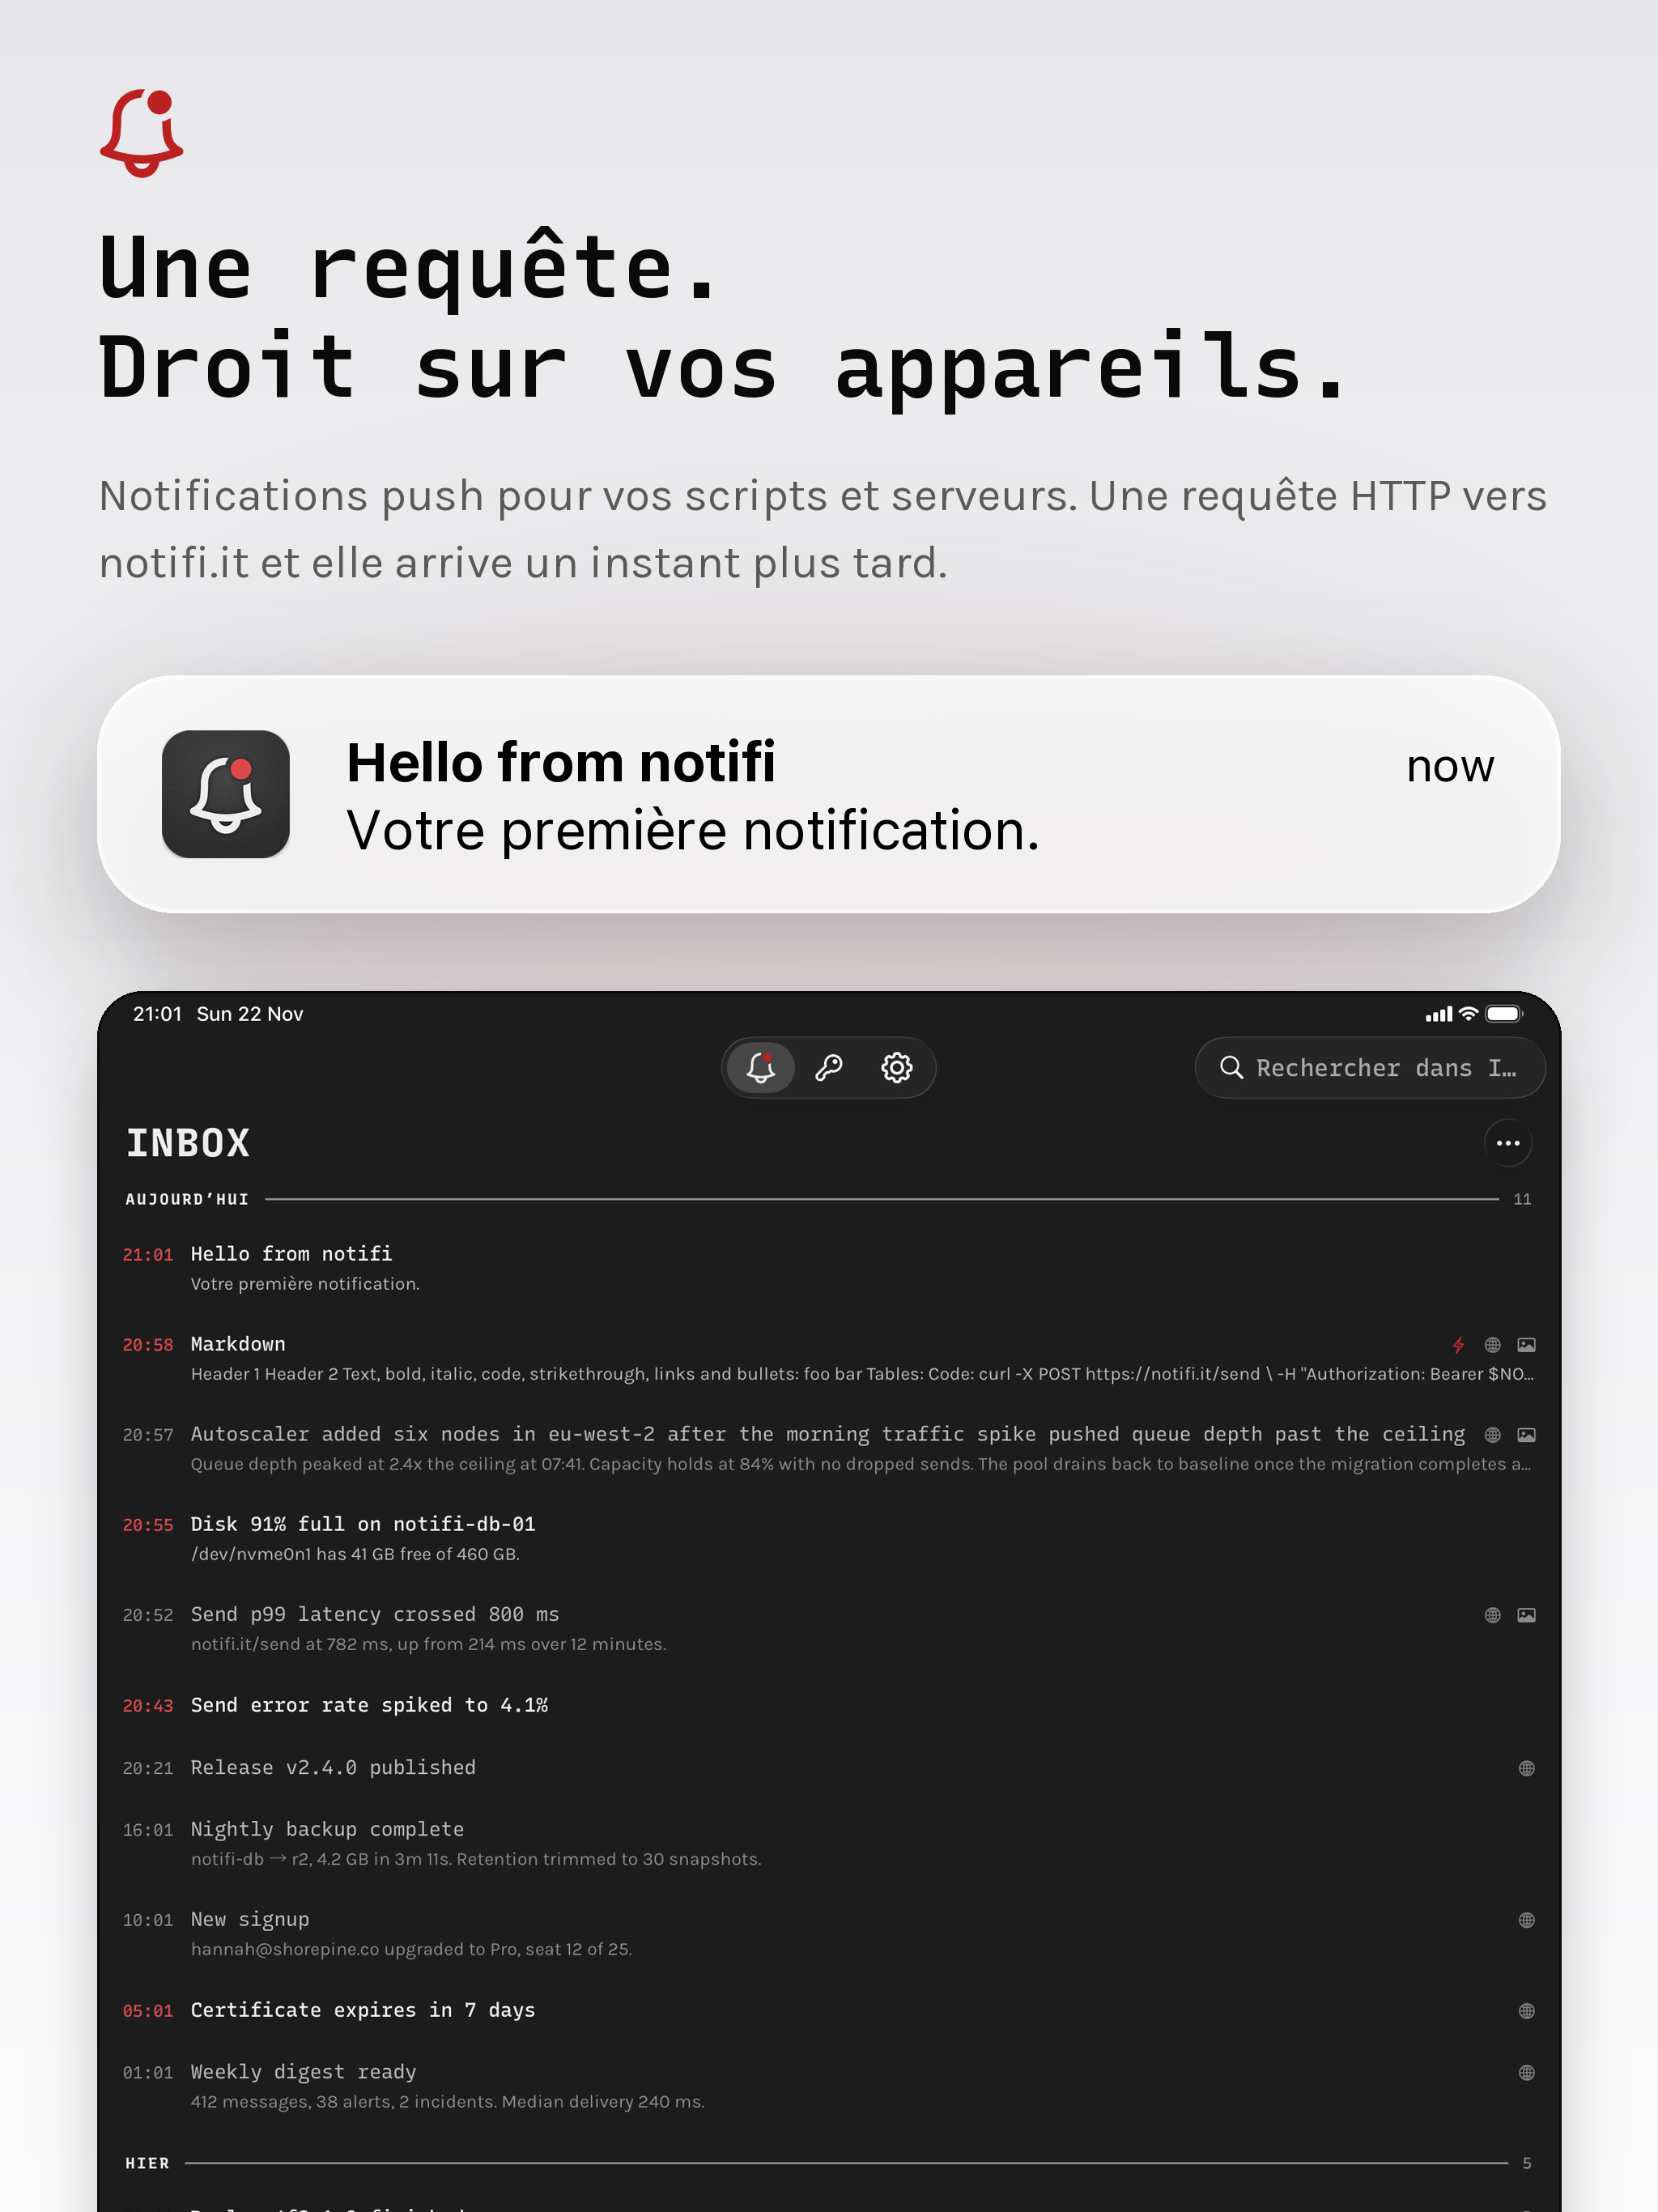 Une requête.
Droit sur vos appareils.
Notifications push pour vos scripts et serveurs. Une requête HTTP vers
notifi.it et elle arrive un instant plus tard.
Hello from notifi
now
Votre première notification.
21:01 Sun 22 Nov
Rechercher dans I…
INBOX
AUJOURD’HUI 11
21:01 Hello from notifi
Votre première notification.
20:58 Markdown
Header 1 Header 2 Text, bold, italic, code, strikethrough, links and bullets: foo bar Tables: Code: curl -X POST https://notifi.it/send \ -H "Authorization: Bearer $NO…
20:57 Autoscaler added six nodes in eu-west-2 after the morning traffic spike pushed queue depth past the ceiling
Queue depth peaked at 2.4x the ceiling at 07:41. Capacity holds at 84% with no dropped sends. The pool drains back to baseline once the migration completes a…
20:55 Disk 91% full on notifi-db-01
/dev/nvme0n1 has 41 GB free of 460 GB.
20:52 Send p99 latency crossed 800 ms
notifi.it/send at 782 ms, up from 214 ms over 12 minutes.
20:43 Send error rate spiked to 4.1%
20:21 Release v2.4.0 published
16:01 Nightly backup complete
notifi-db → r2, 4.2 GB in 3m 11s. Retention trimmed to 30 snapshots.
10:01 New signup
hannah@shorepine.co upgraded to Pro, seat 12 of 25.
05:01 Certificate expires in 7 days
01:01 Weekly digest ready
412 messages, 38 alerts, 2 incidents. Median delivery 240 ms.
HIER 5